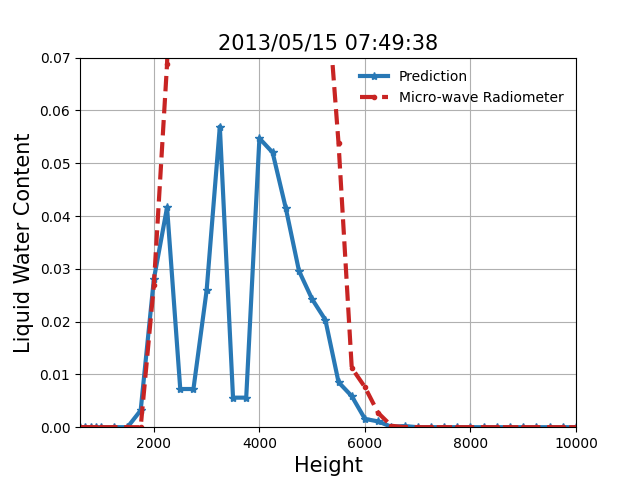 2013/05/15 07:49:38
Prediction
Micro-wave Radiometer
Liquid Water Content
0.07
0.06
0.05
0.04
0.03
0.02
0.01
0.00
2000 4000 6000 8000 10000
Height